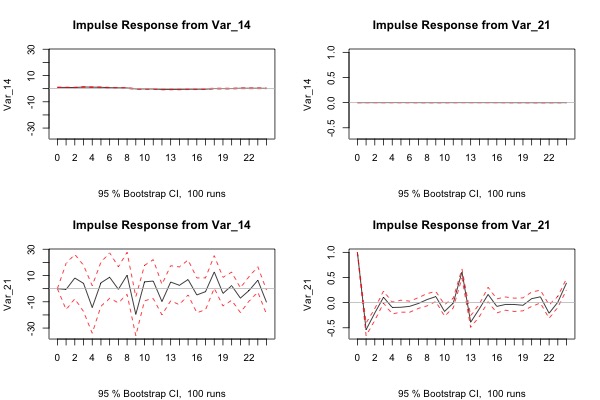 Impulse Response from Var_14
Var_14
30
10
-10
-30
0 2 4 6 8 10 13 16 19 22
95 % Bootstrap CI, 100 runs
Impulse Response from Var_21
Var_14
1.0
0.5
0.0
-0.5
0 2 4 6 8 10 13 16 19 22
95 % Bootstrap CI, 100 runs
Impulse Response from Var_14
Var_21
30
10
-10
-30
0 2 4 6 8 10 13 16 19 22
95 % Bootstrap CI, 100 runs
Impulse Response from Var_21
Var_21
1.0
0.5
0.0
-0.5
0 2 4 6 8 10 13 16 19 22
95 % Bootstrap CI, 100 runs